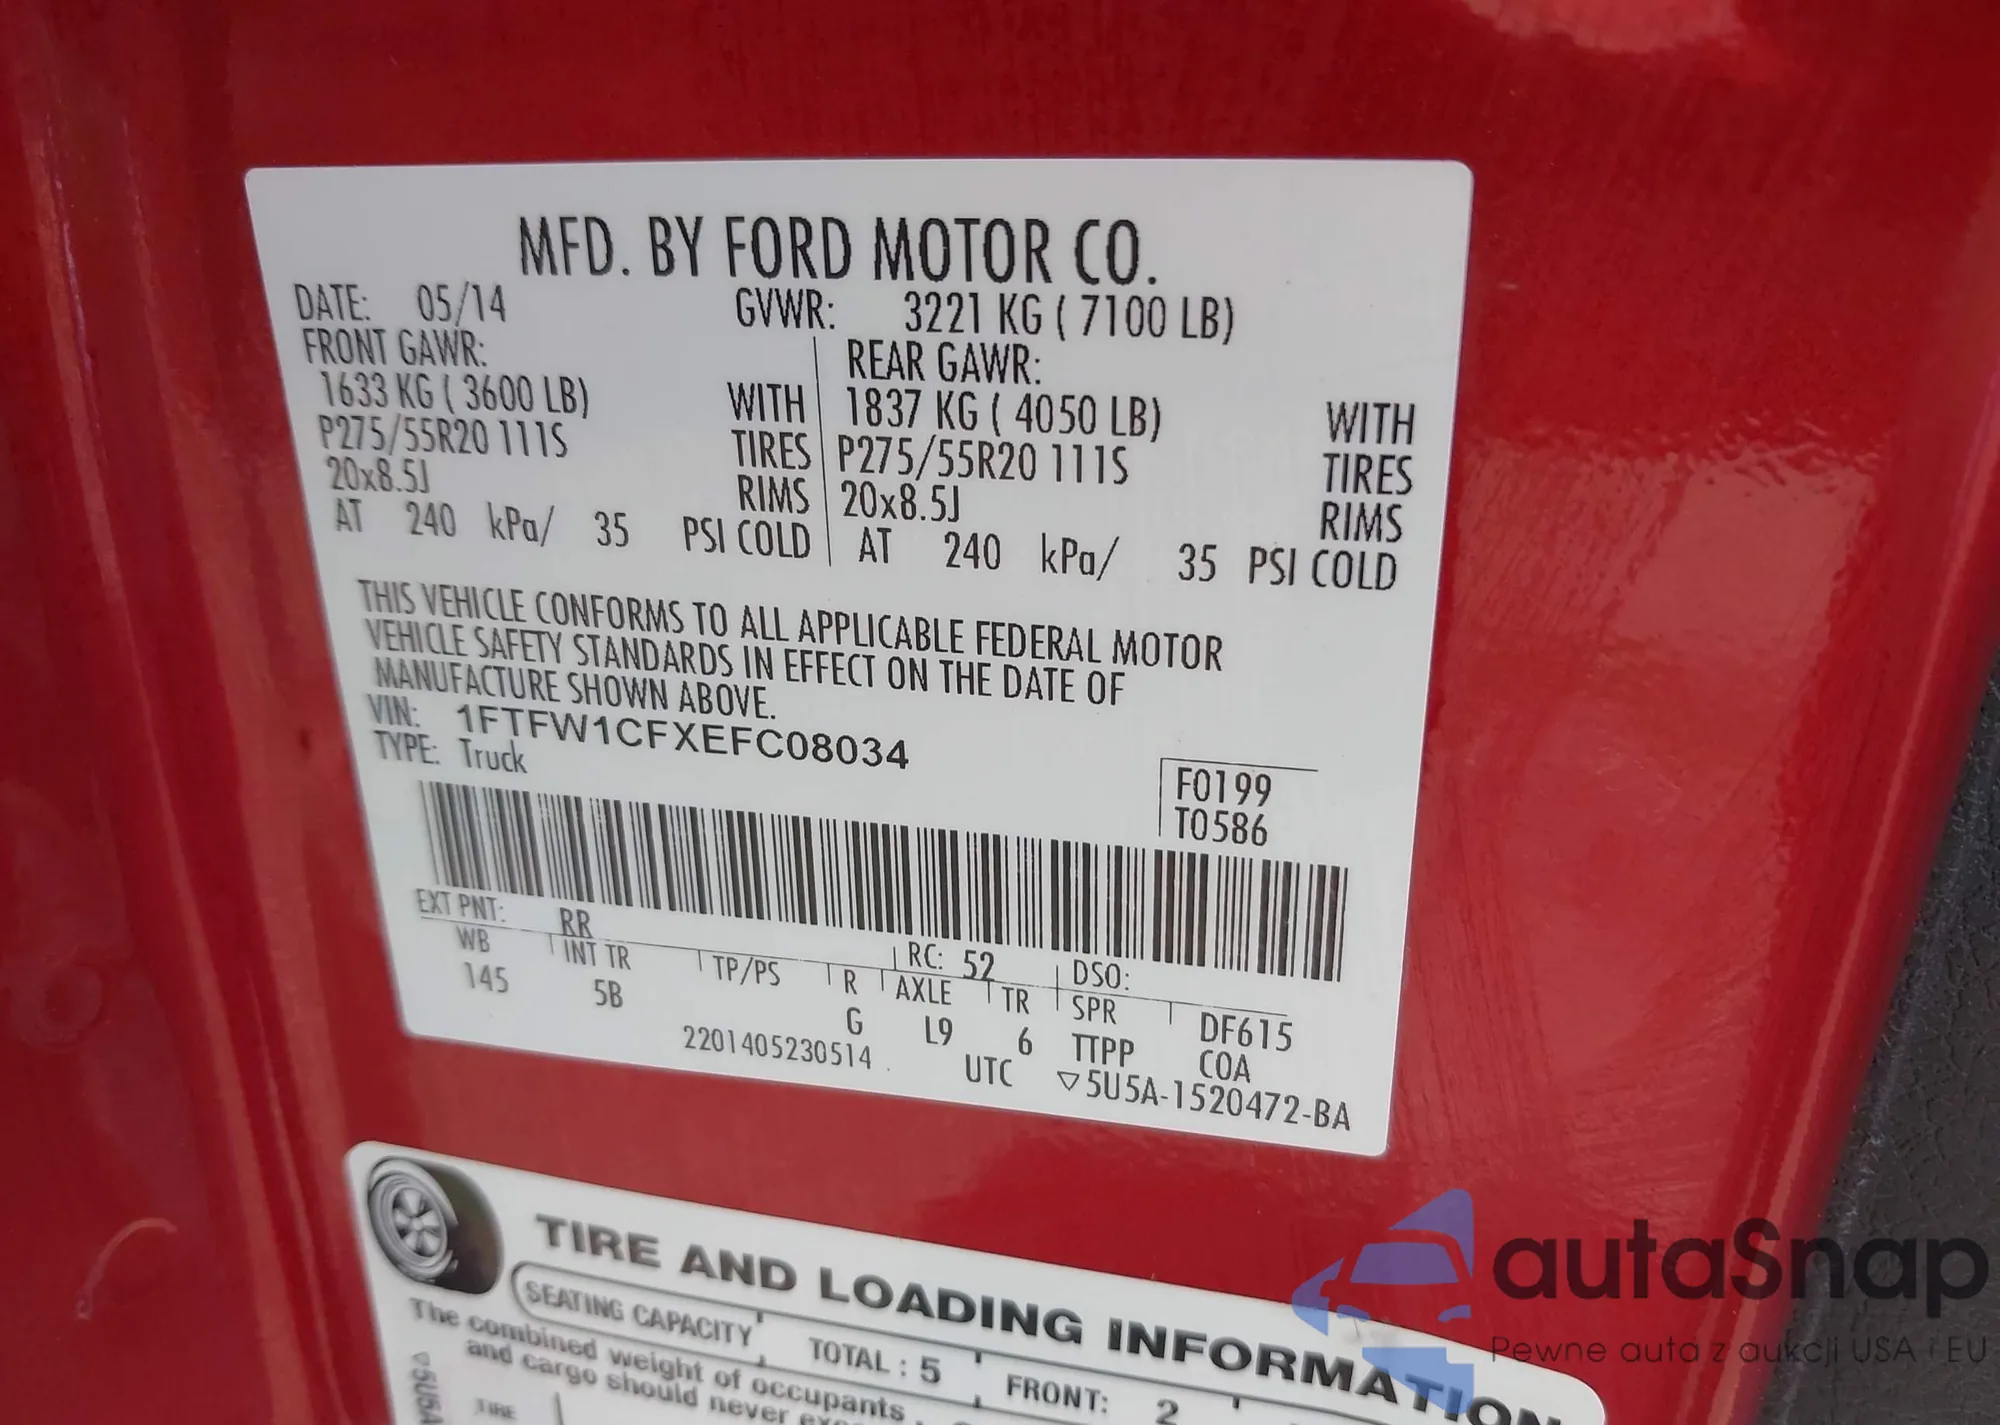 MFD. BY FORD MOTOR CO.
DATE: 05/14 GVWR: 3221 KG ( 7100 LB)
FRONT GAWR: REAR GAWR:
1633 KG ( 3600 LB) WITH 1837 KG ( 4050 LB) WITH
P275/55R20 111S TIRES P275/55R20 111S TIRES
20x8.5J RIMS 20x8.5J RIMS
AT 240 kPa/ 35 PSI COLD AT 240 kPa/ 35 PSI COLD
THIS VEHICLE CONFORMS TO ALL APPLICABLE FEDERAL MOTOR
VEHICLE SAFETY STANDARDS IN EFFECT ON THE DATE OF
MANUFACTURE SHOWN ABOVE.
VIN: 1FTFW1CFXEFC08034
TYPE: Truck
F0199
T0586
EXT PNT: RR RC: 52 DSO:
WB INT TR TP/PS R AXLE TR SPR DF615
145 5B G L9 6 TTPP COA
2201405230514 UTC ▽5U5A-1520472-BA
TIRE AND LOADING INFORMATION
SEATING CAPACITY TOTAL : 5 FRONT: 2
The combined weight of occupants
and cargo should never
TIRE
▽5U5A
autaSnap
Pewne auta z aukcji USA i EU